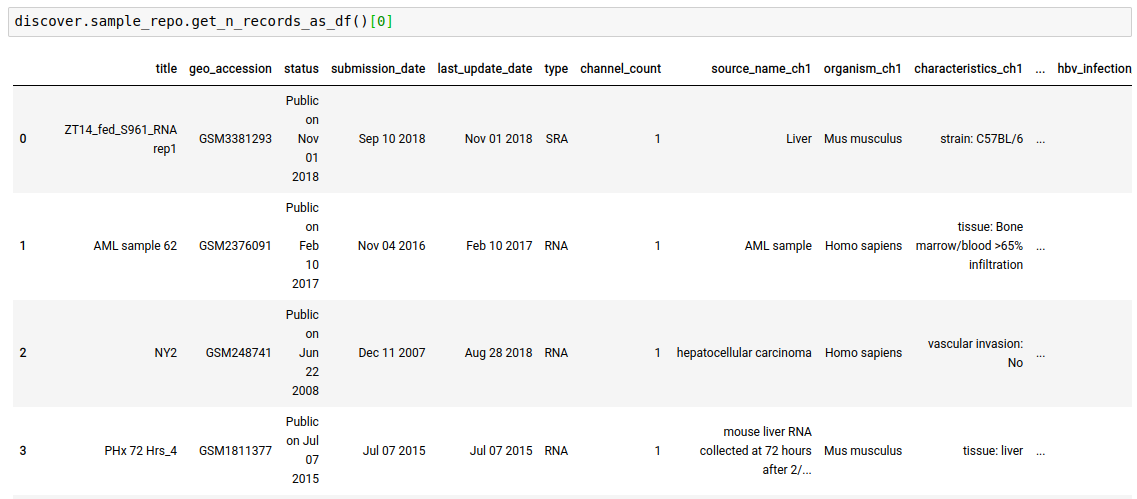 discover.sample_repo.get_n_records_as_df()[0]
title geo_accession status submission_date last_update_date type channel_count source_name_ch1 organism_ch1 characteristics_ch1 ... hbv_infection
0 ZT14_fed_S961_RNA rep1 GSM3381293 Public on Nov 01 2018 Sep 10 2018 Nov 01 2018 SRA 1 Liver Mus musculus strain: C57BL/6 ...
1 AML sample 62 GSM2376091 Public on Feb 10 2017 Nov 04 2016 Feb 10 2017 RNA 1 AML sample Homo sapiens tissue: Bone marrow/blood >65% infiltration ...
2 NY2 GSM248741 Public on Jun 22 2008 Dec 11 2007 Aug 28 2018 RNA 1 hepatocellular carcinoma Homo sapiens vascular invasion: No ...
3 PHx 72 Hrs_4 GSM1811377 Public on Jul 07 2015 Jul 07 2015 Jul 07 2015 RNA 1 mouse liver RNA collected at 72 hours after 2/... Mus musculus tissue: liver ...